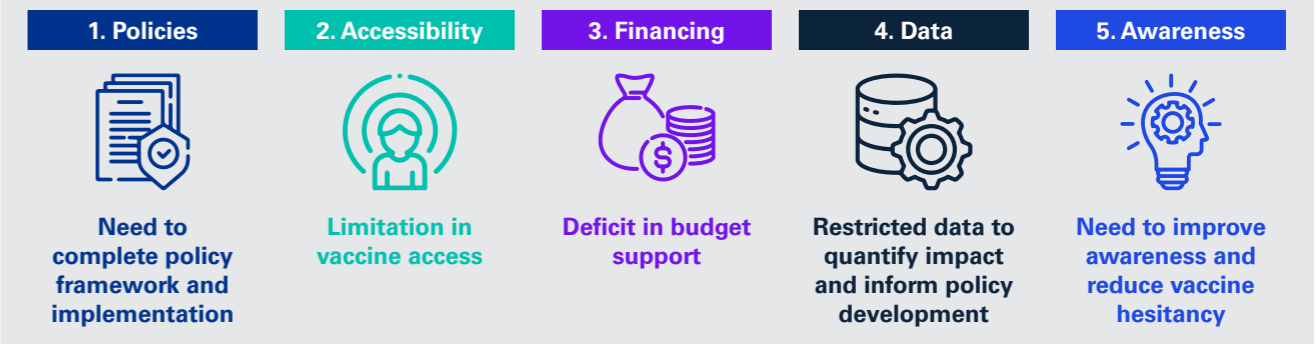 1. Policies
Need to
complete policy
framework and
implementation
2. Accessibility
Limitation in
vaccine access
3. Financing
$
Deficit in budget
support
4. Data
Restricted data to
quantify impact
and inform policy
development
5. Awareness
Need to improve
awareness and
reduce vaccine
hesitancy